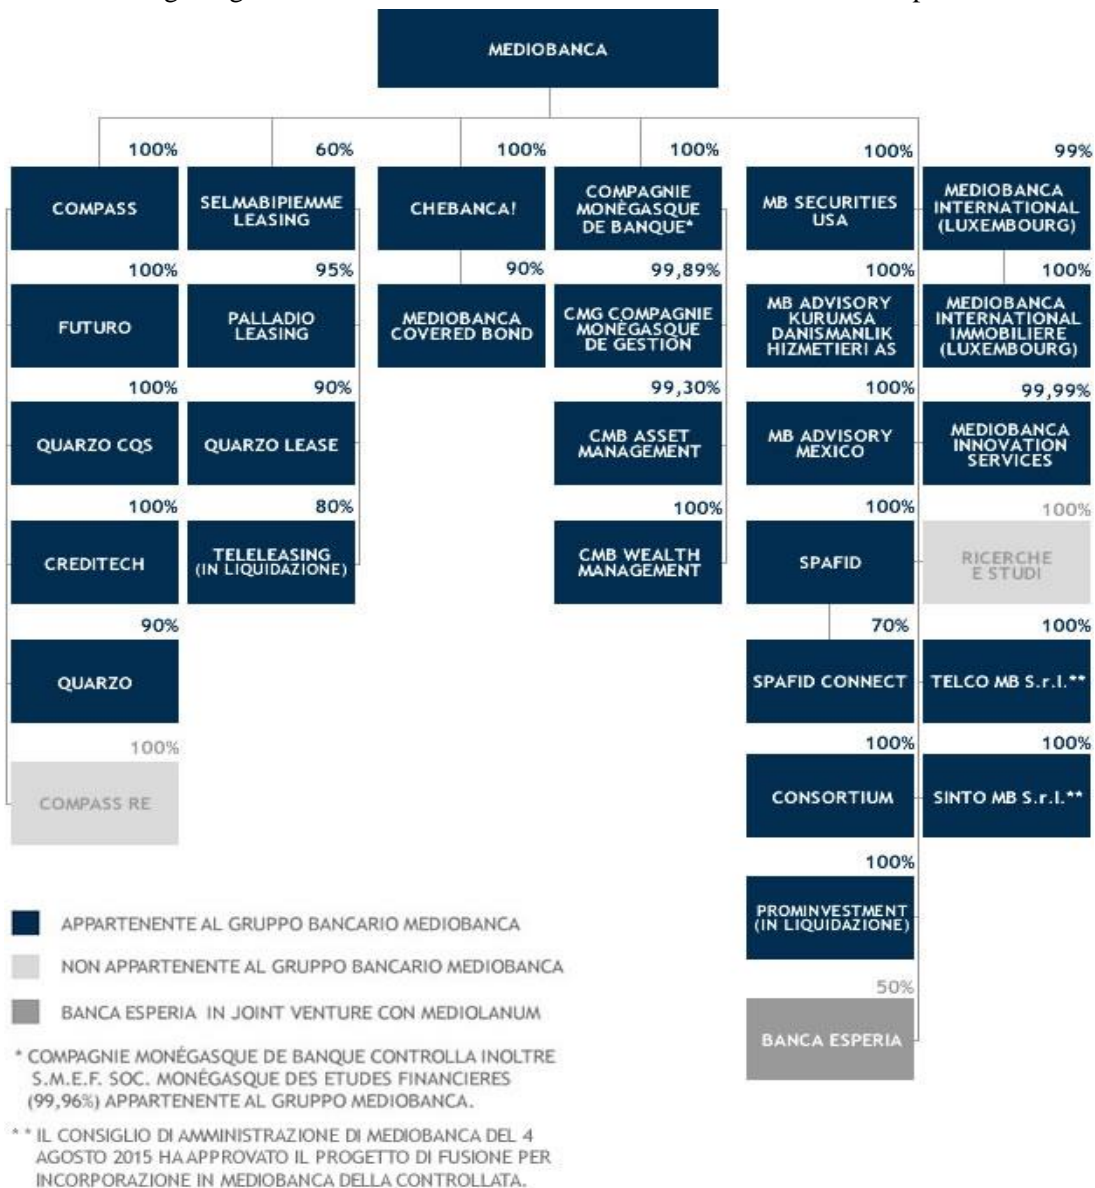 MEDIOBANCA
100%
60%
100%
100%
100%
99%
COMPASS
SELMABIPIEMME
LEASING
CHEBANCA!
COMPAGNIE
MONÈGASQUE
DE BANQUE*
MB SECURITIES
USA
MEDIOBANCA
INTERNATIONAL
(LUXEMBOURG)
100%
95%
90%
99,89%
100%
100%
FUTURO
PALLADIO
LEASING
MEDIOBANCA
COVERED BOND
CMG COMPAGNIE
MONÈGASQUE
DE GESTIÓN
MB ADVISORY
KURUMSA
DANISMANLIK
HIZMETIERI AS
MEDIOBANCA
INTERNATIONAL
IMMOBILIERE
(LUXEMBOURG)
100%
90%
99,30%
100%
99,99%
QUARZO CQS
QUARZO LEASE
CMB ASSET
MANAGEMENT
MB ADVISORY
MEXICO
MEDIOBANCA
INNOVATION
SERVICES
100%
80%
100%
100%
100%
CREDITECH
TELELEASING
(IN LIQUIDAZIONE)
CMB WEALTH
MANAGEMENT
SPAFID
RICERCHE
E STUDI
90%
70%
100%
QUARZO
SPAFID CONNECT
TELCO MB S.r.l.**
100%
100%
100%
COMPASS RE
CONSORTIUM
SINTO MB S.r.l.**
100%
PROMINVESTMENT
(IN LIQUIDAZIONE)
50%
BANCA ESPERIA
APPARTENENTE AL GRUPPO BANCARIO MEDIOBANCA
NON APPARTENENTE AL GRUPPO BANCARIO MEDIOBANCA
BANCA ESPERIA IN JOINT VENTURE CON MEDIOLANUM
* COMPAGNIE MONÉGASQUE DE BANQUE CONTROLLA INOLTRE
S.M.E.F. SOC. MONÉGASQUE DES ETUDES FINANCIERES
(99,96%) APPARTENENTE AL GRUPPO MEDIOBANCA.
** IL CONSIGLIO DI AMMINISTRAZIONE DI MEDIOBANCA DEL 4
AGOSTO 2015 HA APPROVATO IL PROGETTO DI FUSIONE PER
INCORPORAZIONE IN MEDIOBANCA DELLA CONTROLLATA.